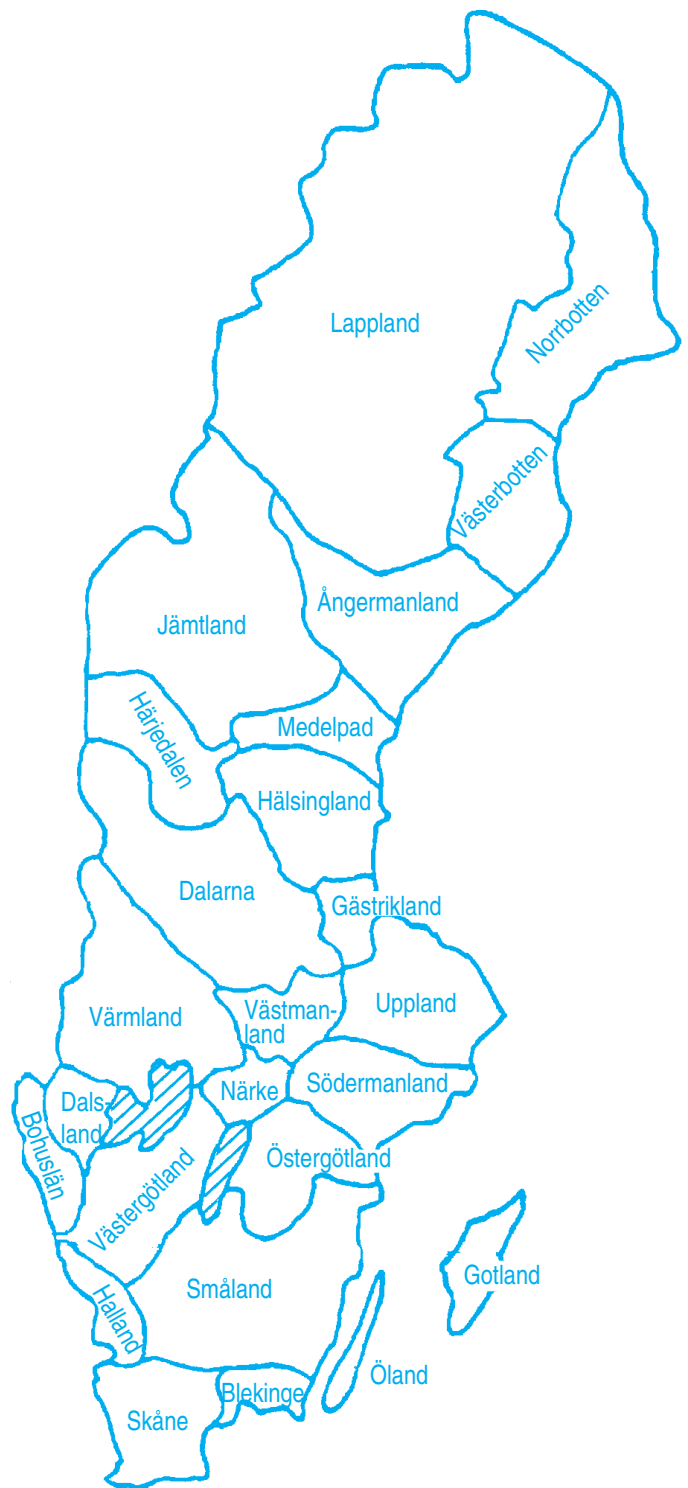 Lappland
Norrbotten
Västerbotten
Ångermanland
Jämtland
Härjedalen
Medelpad
Hälsingland
Dalarna
Gästrikland
Värmland
Västman-
land
Uppland
Närke
Södermanland
Dals-
land
Bohuslän
Västergötland
Östergötland
Gotland
Småland
Halland
Öland
Blekinge
Skåne